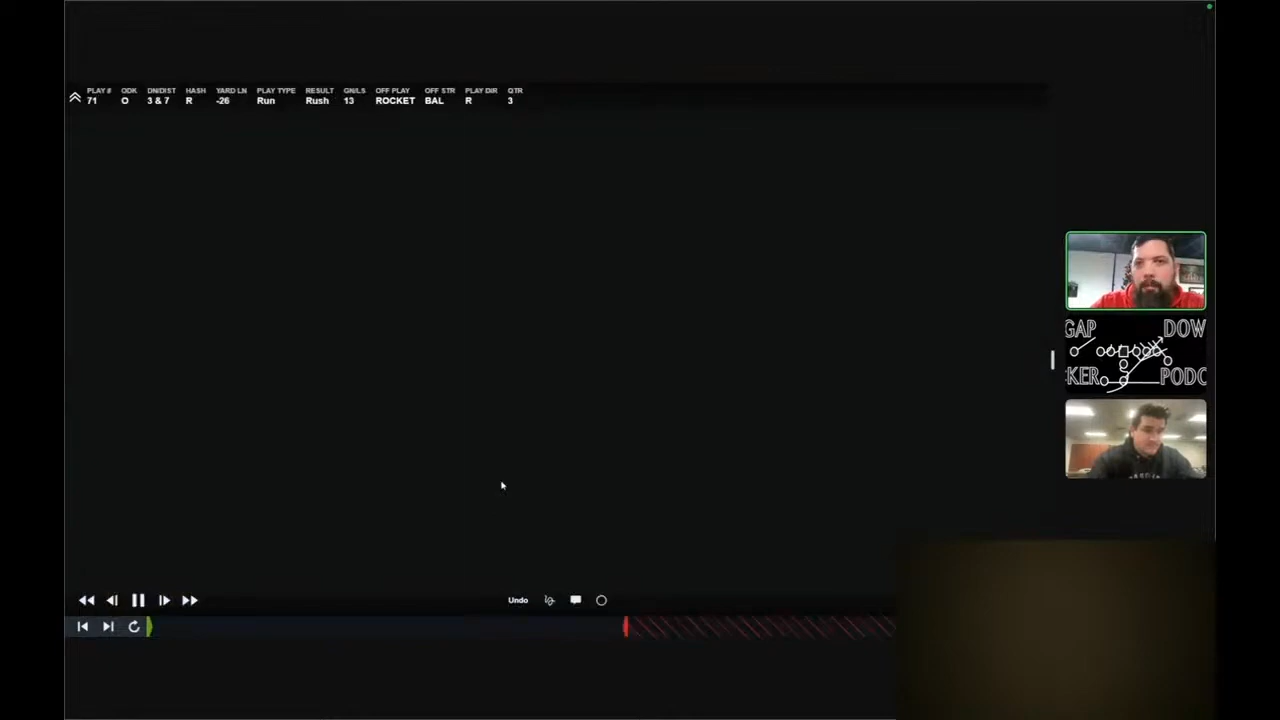 PLAY # ODK DN/DIST HASH YARD LN PLAY TYPE RESULT GN/LS OFF PLAY OFF STR PLAY DIR QTR
71 O 3 & 7 R -26 Run Rush 13 ROCKET BAL R 3
GAP DOW
KER PODC
Undo